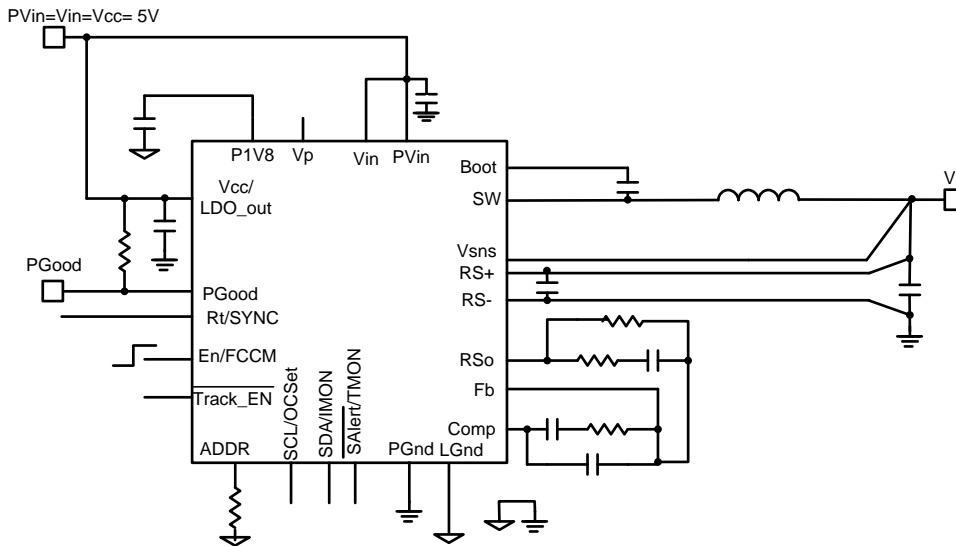 PVin=Vin=Vcc= 5V
P1V8
Vp
Vin
PVin
Vcc/
LDO_out
Boot
SW
V
Vsns
RS+
RS-
PGood
PGood
Rt/SYNC
En/FCCM
Track_EN
RSo
Fb
Comp
ADDR
SCL/OCSet
SDA/IMON
SAlert/TMON
PGnd
LGnd